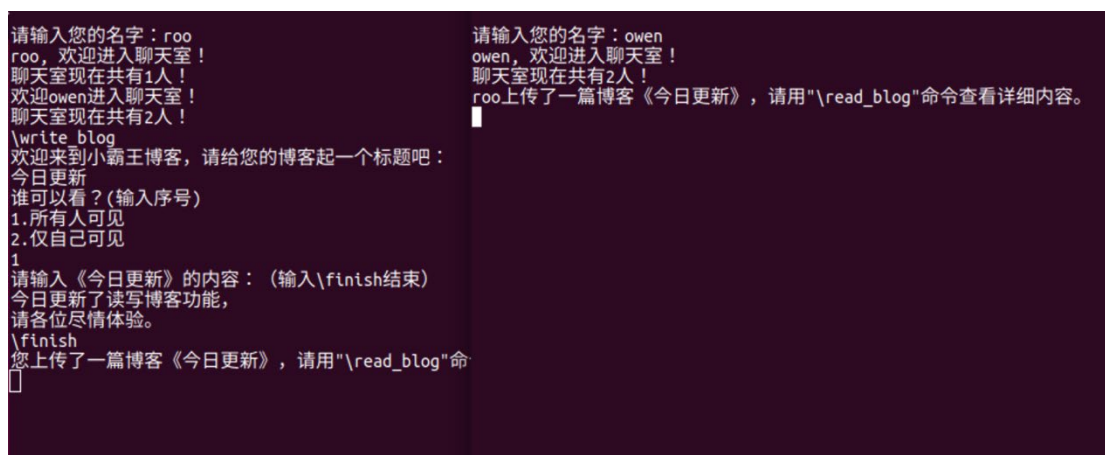 请输入您的名字：roo
roo, 欢迎进入聊天室！
聊天室现在共有1人！
欢迎owen进入聊天室！
聊天室现在共有2人！
\write_blog
欢迎来到小霸王博客，请给您的博客起一个标题吧：
今日更新
谁可以看？(输入序号)
1.所有人可见
2.仅自己可见
1
请输入《今日更新》的内容：（输入\finish结束）
今日更新了读写博客功能，
请各位尽情体验。
\finish
您上传了一篇博客《今日更新》，请用"\read_blog"命
请输入您的名字：owen
owen, 欢迎进入聊天室！
聊天室现在共有2人！
roo上传了一篇博客《今日更新》，请用"\read_blog"命令查看详细内容。